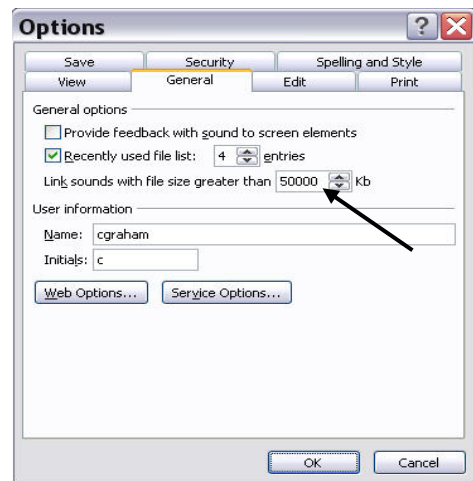 Options
Save Security Spelling and Style
View General Edit Print
General options
Provide feedback with sound to screen elements
Recently used file list: 4 entries
Link sounds with file size greater than 50000 Kb
User information
Name: cgraham
Initials: c
Web Options... Service Options...
OK Cancel